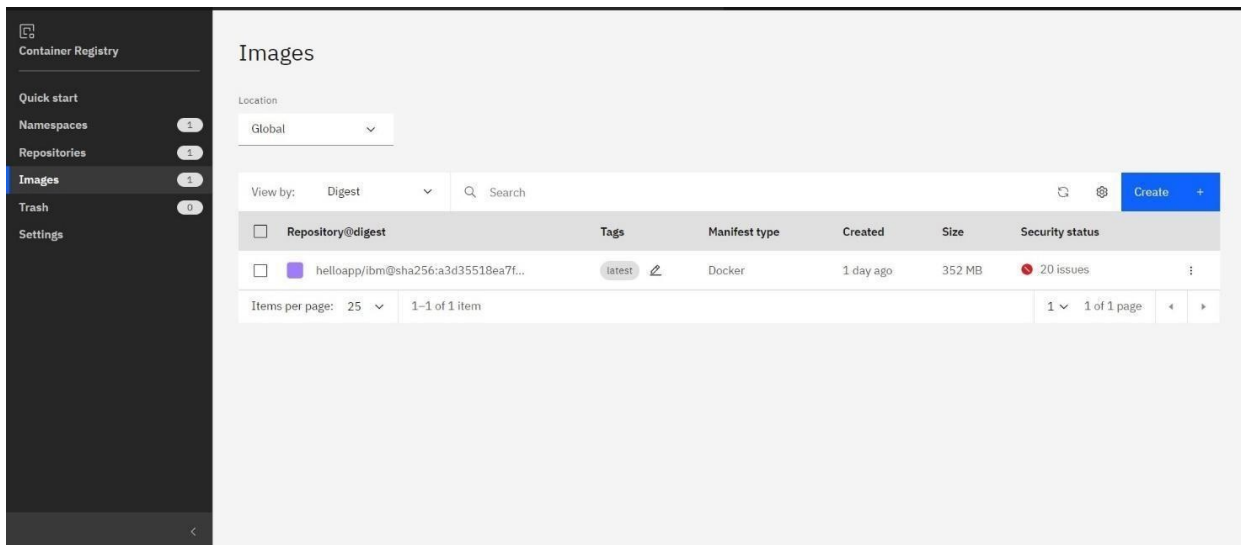 Container Registry
Quick start
Namespaces 1
Repositories 1
Images 1
Trash 0
Settings
Images
Location
Global
View by: Digest Search Create +
Repository@digest Tags Manifest type Created Size Security status
helloapp/ibm@sha256:a3d35518ea7f... latest Docker 1 day ago 352 MB 20 issues
Items per page: 25 1–1 of 1 item 1 1 of 1 page